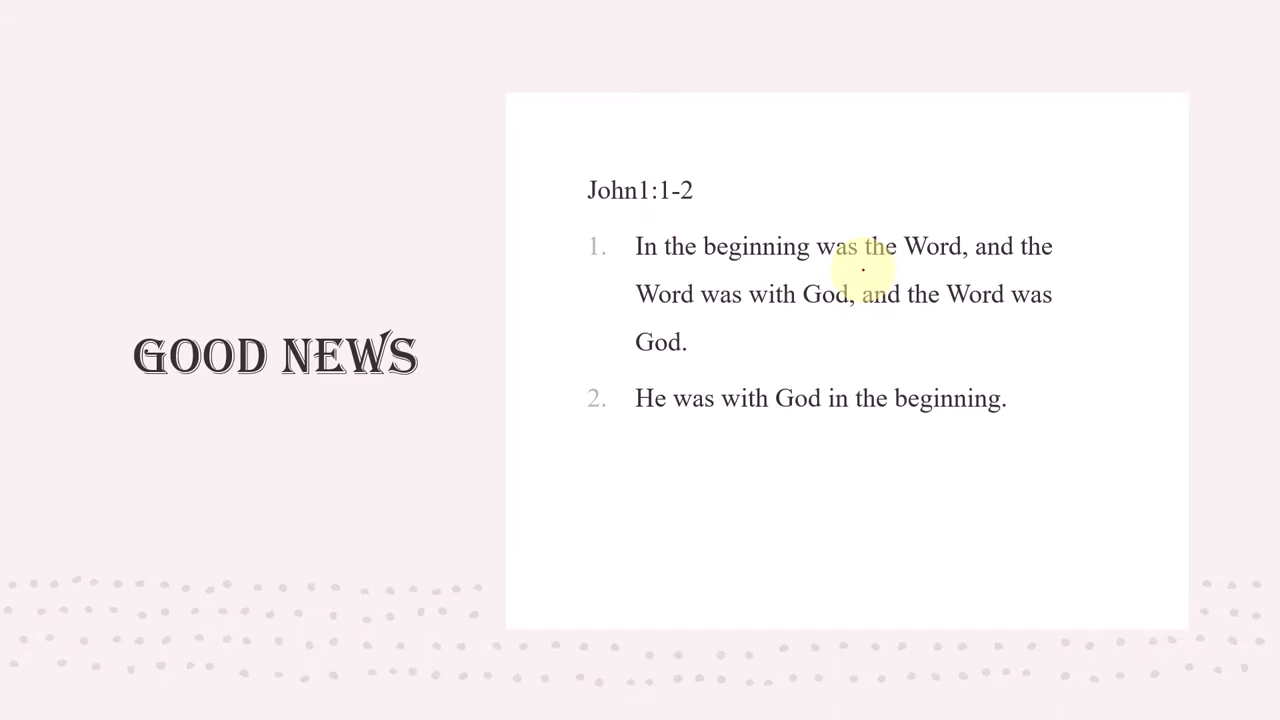 GOOD NEWS
John1:1-2
1. In the beginning was the Word, and the
Word was with God, and the Word was
God.
2. He was with God in the beginning.